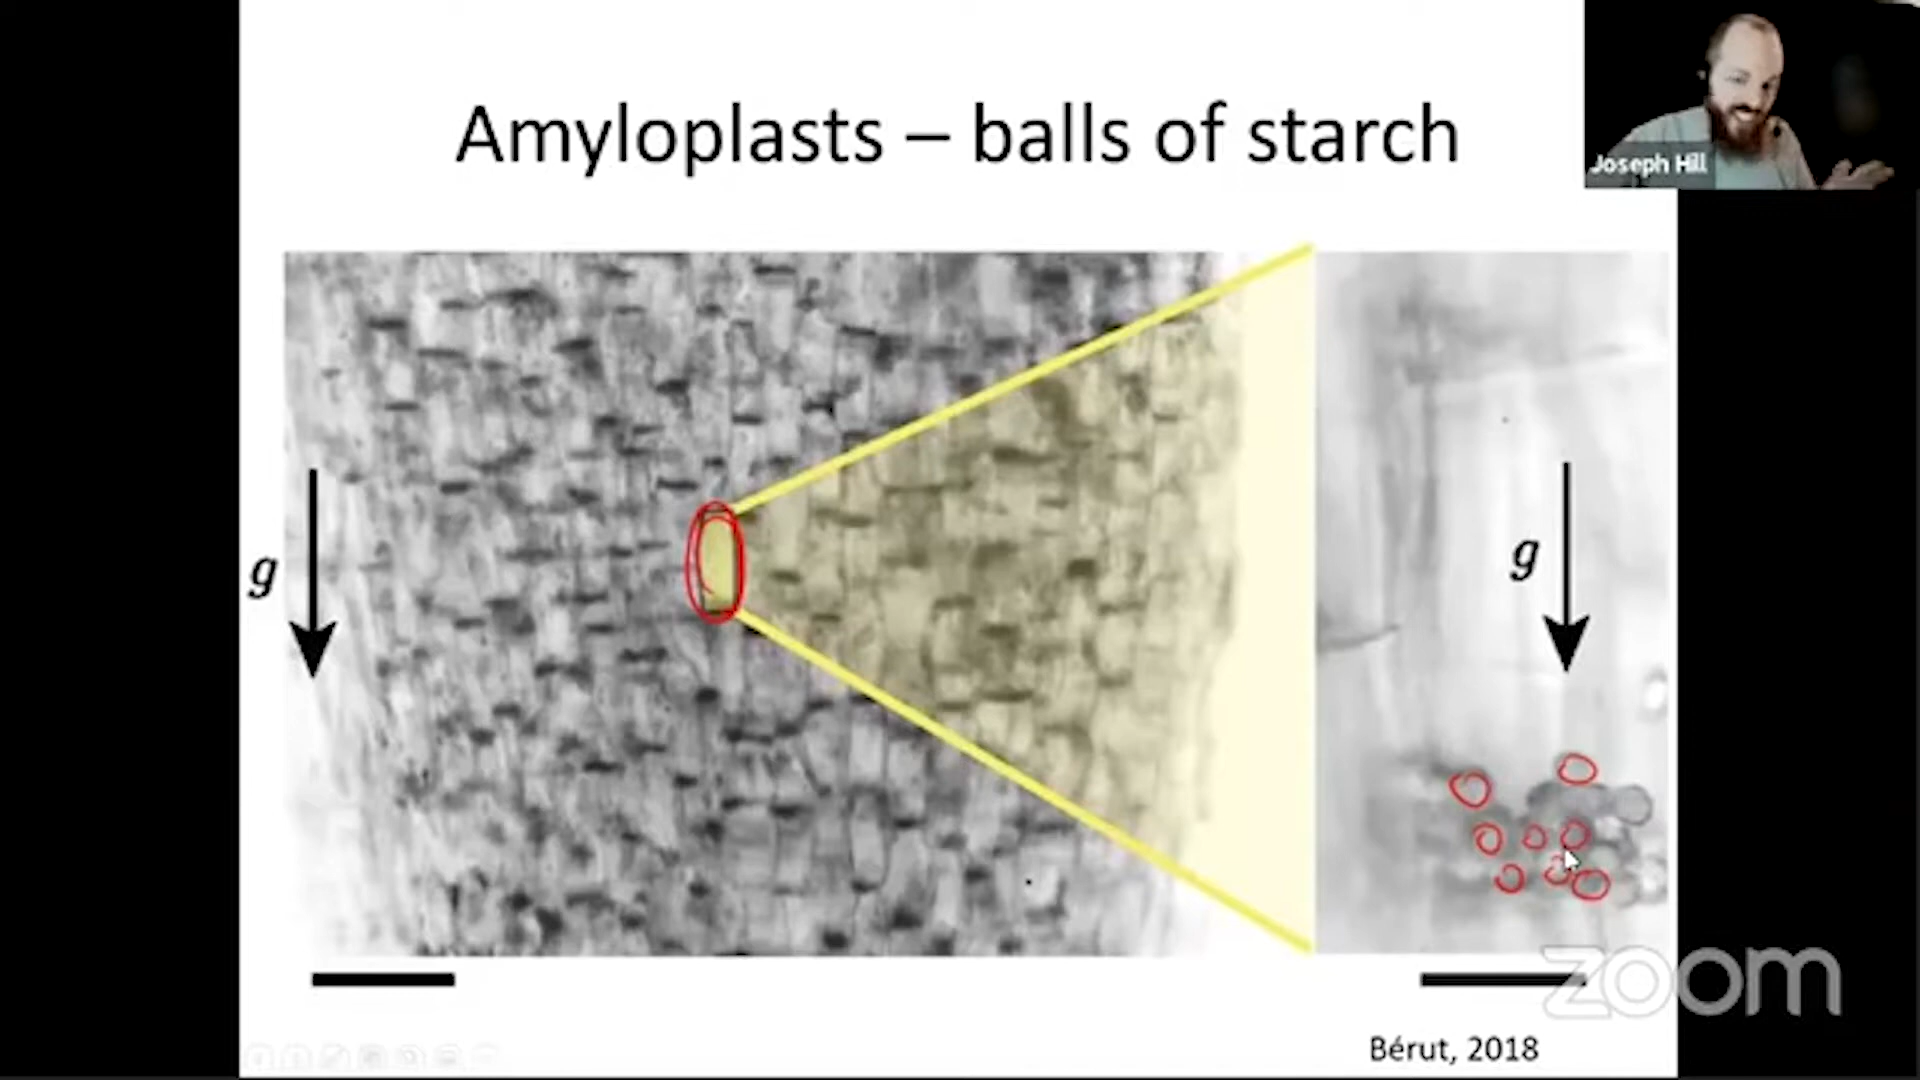 Amyloplasts – balls of starch
Joseph Hill
g
g
zoom
Bérut, 2018